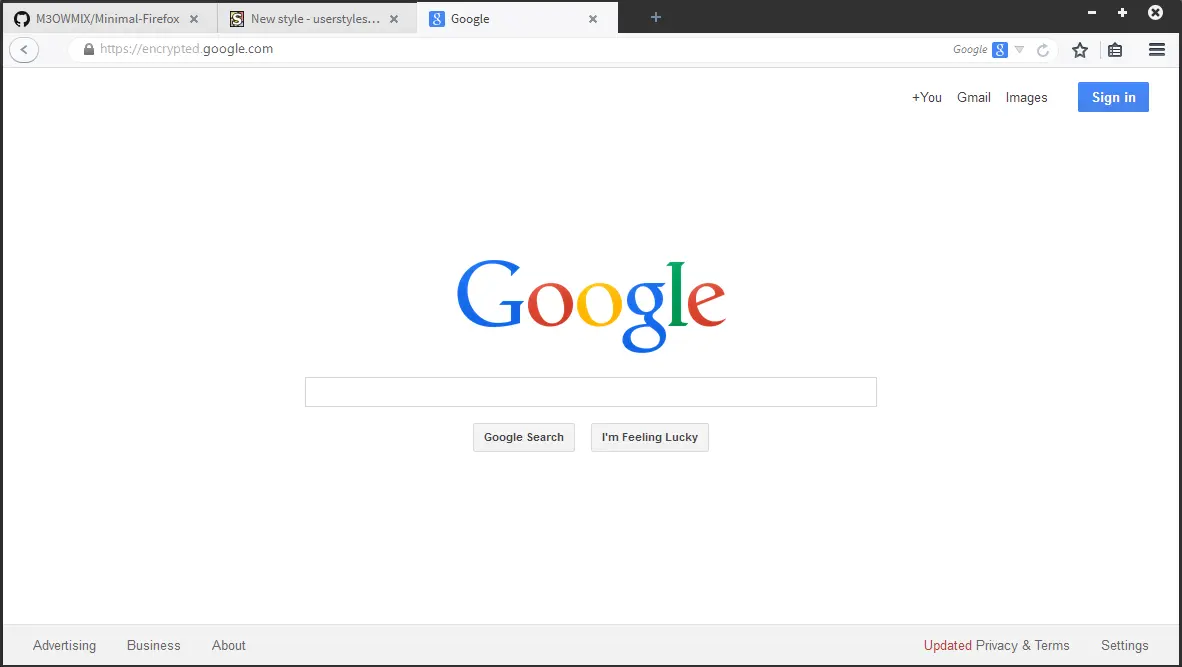 M3OWMIX/Minimal-Firefox New style - userstyles... Google
https://encrypted.google.com Google
+You Gmail Images Sign in
Google
Google Search I'm Feeling Lucky
Advertising Business About Updated Privacy & Terms Settings